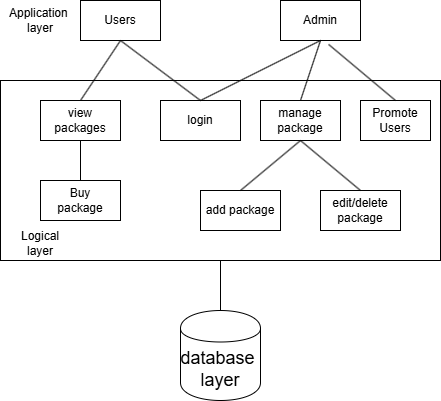 Application
layer
Users
Admin
view
packages
login
manage
package
Promote
Users
Buy
package
add package
edit/delete
package
Logical
layer
database
layer